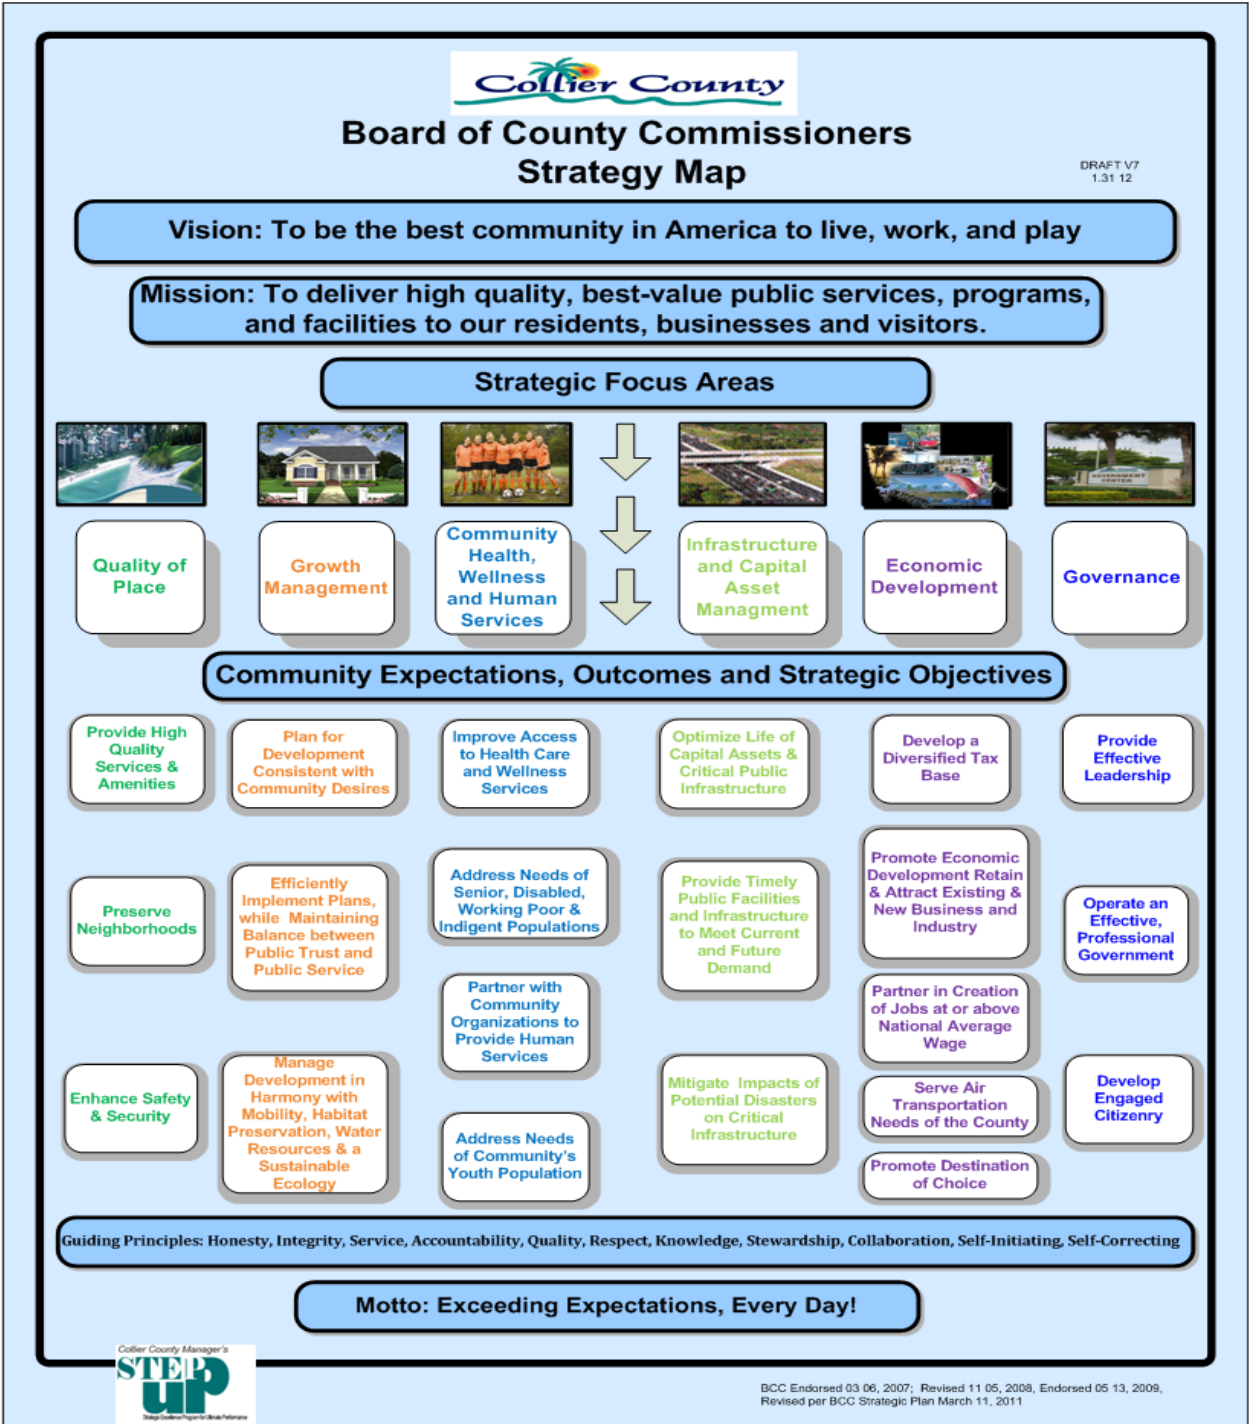 Collier County
Board of County Commissioners
Strategy Map
DRAFT V7
1.31 12
Vision: To be the best community in America to live, work, and play
Mission: To deliver high quality, best-value public services, programs,
and facilities to our residents, businesses and visitors.
Strategic Focus Areas
GOVERNMENT
CENTER
Quality of
Place
Growth
Management
Community
Health,
Wellness
and Human
Services
Infrastructure
and Capital
Asset
Managment
Economic
Development
Governance
Community Expectations, Outcomes and Strategic Objectives
Provide High
Quality
Services &
Amenities
Plan for
Development
Consistent with
Community Desires
Improve Access
to Health Care
and Wellness
Services
Optimize Life of
Capital Assets &
Critical Public
Infrastructure
Develop a
Diversified Tax
Base
Provide
Effective
Leadership
Preserve
Neighborhoods
Efficiently
Implement Plans,
while Maintaining
Balance between
Public Trust and
Public Service
Address Needs of
Senior, Disabled,
Working Poor &
Indigent Populations
Provide Timely
Public Facilities
and Infrastructure
to Meet Current
and Future
Demand
Promote Economic
Development Retain
& Attract Existing &
New Business and
Industry
Operate an
Effective,
Professional
Government
Partner with
Community
Organizations to
Provide Human
Services
Partner in Creation
of Jobs at or above
National Average
Wage
Enhance Safety
& Security
Manage
Development in
Harmony with
Mobility, Habitat
Preservation, Water
Resources & a
Sustainable
Ecology
Address Needs
of Community's
Youth Population
Mitigate Impacts of
Potential Disasters
on Critical
Infrastructure
Serve Air
Transportation
Needs of the County
Promote Destination
of Choice
Develop
Engaged
Citizenry
Guiding Principles: Honesty, Integrity, Service, Accountability, Quality, Respect, Knowledge, Stewardship, Collaboration, Self-Initiating, Self-Correcting
Motto: Exceeding Expectations, Every Day!
Collier County Manager's
STEP
up
Strategic Excellence Program for Ultimate Performance
BCC Endorsed 03 06, 2007; Revised 11 05, 2008, Endorsed 05 13, 2009,
Revised per BCC Strategic Plan March 11, 2011